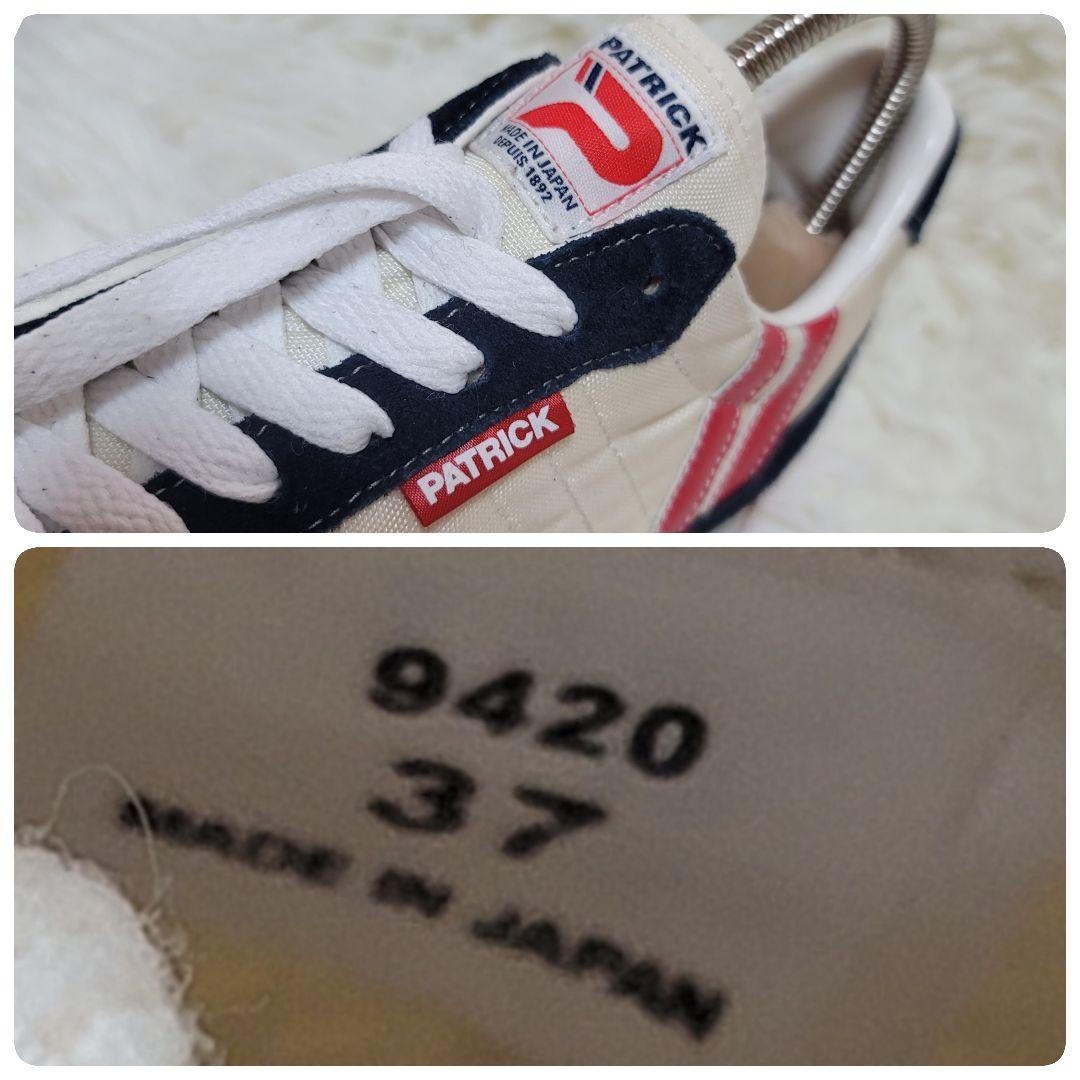 PATRICK
MADE IN JAPAN
DEPUIS 1892
PATRICK
9420
37
MADE IN JAPAN